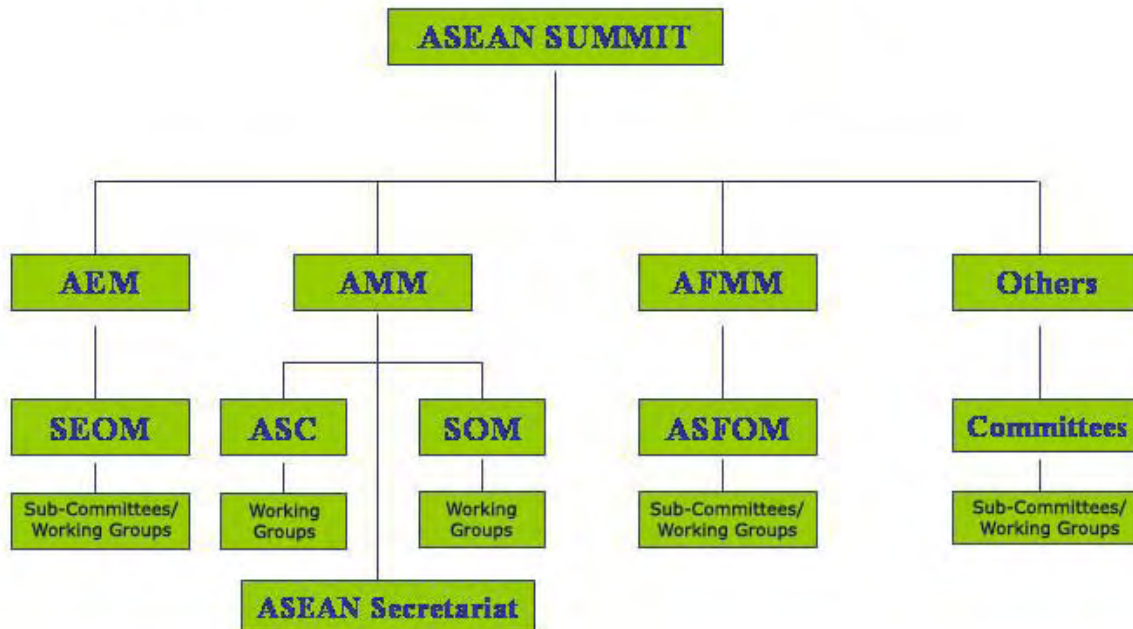 ASEAN SUMMIT
AEM
AMM
AFMM
Others
SEOM
ASC
SOM
ASFOM
Committees
Sub-Committees/
Working Groups
Working
Groups
Working
Groups
Sub-Committees/
Working Groups
Sub-Committees/
Working Groups
ASEAN Secretariat